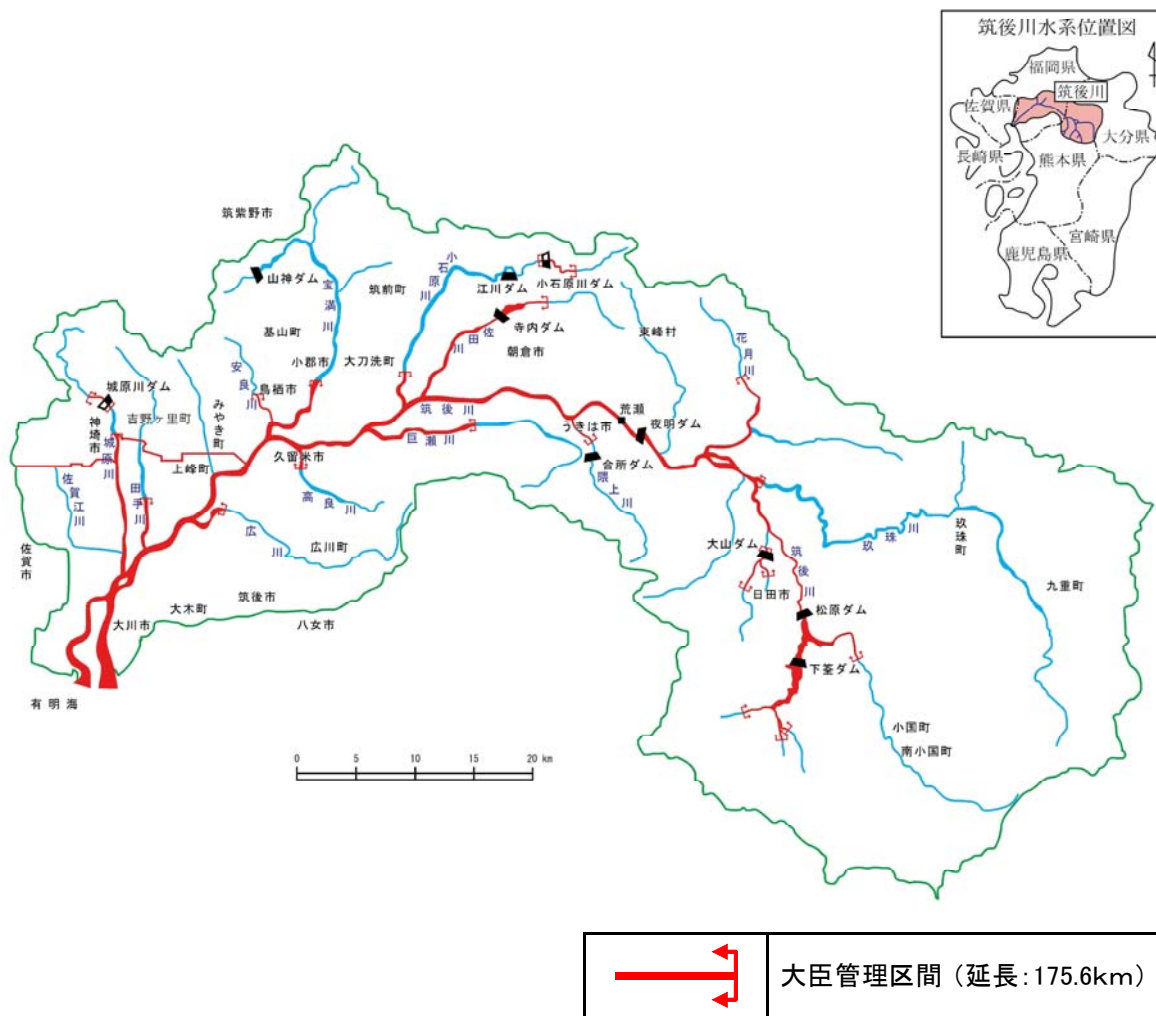 筑後川水系位置図
福岡県
筑後川
佐賀県
大分県
長崎県
熊本県
宮崎県
鹿児島県
筑紫野市
山神ダム
宝満川
筑前町
小石原川
江川ダム
小石原川ダム
基山町
佐田川
寺内ダム
朝倉市
東峰村
花月川
小郡市
大刀洗町
安良川
鳥栖市
城原川ダム
吉野ヶ里町
みやき町
神埼市
城原川
上峰町
久留米市
筑後川
巨瀬川
うきは市
荒瀬
夜明ダム
合所ダム
隈上川
佐賀江川
田手川
高良川
広川
広川町
佐賀市
大川市
大木町
筑後市
八女市
有明海
玖珠川
玖珠町
九重町
大山ダム
筑後川
日田市
松原ダム
下筌ダム
小国町
南小国町
0 5 10 15 20 km
大臣管理区間（延長：175.6km）